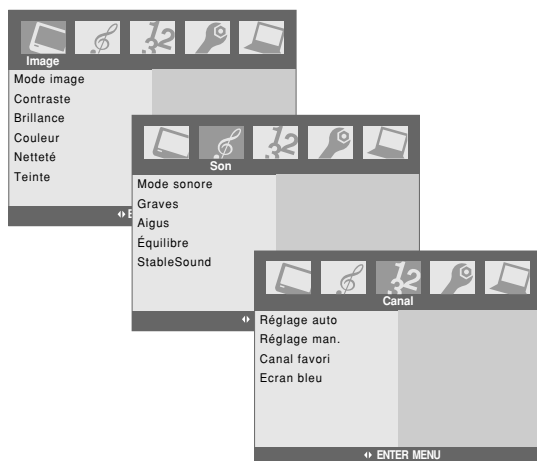 Image
Mode image
Contraste
Brillance
Couleur
Netteté
Teinte
Son
Mode sonore
Graves
Aigus
Équilibre
StableSound
Canal
Réglage auto
Réglage man.
Canal favori
Ecran bleu
ENTER MENU